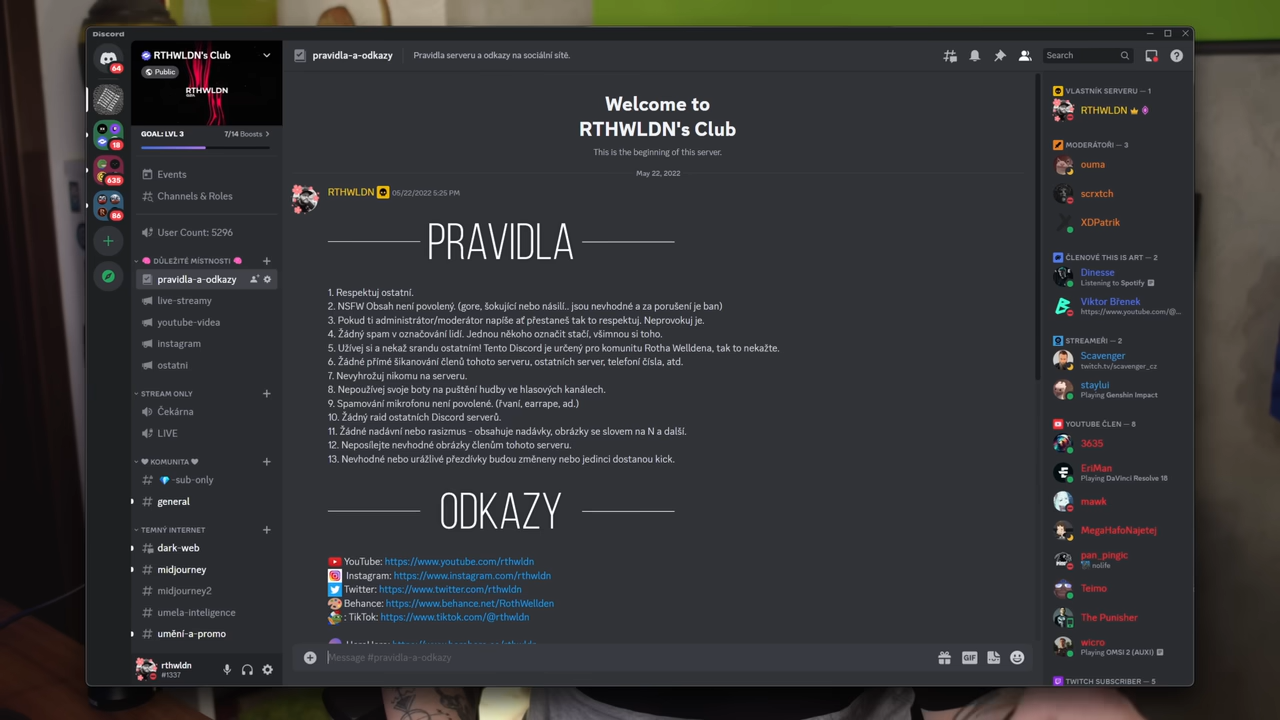 Discord
64
18
635
86
RTHWLDN's Club
Public
RTHWLDN
GOAL: LVL 3
7/14 Boosts
Events
Channels & Roles
User Count: 5296
DŮLEŽITÉ MÍSTNOSTI
pravidla-a-odkazy
live-streamy
youtube-videa
instagram
ostatni
STREAM ONLY
Čekárna
LIVE
KOMUNITA
-sub-only
general
TEMNÝ INTERNET
dark-web
midjourney
midjourney2
umela-inteligence
umění-a-promo
rthwldn
#1337
pravidla-a-odkazy
Pravidla serveru a odkazy na sociální sítě.
Search
Welcome to
RTHWLDN's Club
This is the beginning of this server.
May 22, 2022
RTHWLDN 05/22/2022 5:25 PM
PRAVIDLA
1. Respektuj ostatní.
2. NSFW Obsah není povolený. (gore, šokující nebo násilí.. jsou nevhodné a za porušení je ban)
3. Pokud ti administrátor/moderátor napíše ať přestaneš tak to respektuj. Neprovokuj je.
4. Žádný spam v označování lidí. Jednou někoho označit stačí, všimnou si toho.
5. Užívej si a nekaž srandu ostatním! Tento Discord je určený pro komunitu Rotha Welldena, tak to nekažte.
6. Žádné přímé šikanování členů tohoto serveru, ostatních server, telefoní čísla, atd.
7. Nevyhrožuj nikomu na serveru.
8. Nepoužívej svoje boty na puštění hudby ve hlasových kanálech.
9. Spamování mikrofonu není povolené. (řvaní, earrape, ad.)
10. Žádný raid ostatních Discord serverů.
11. Žádné nadávní nebo rasizmus - obsahuje nadávky, obrázky se slovem na N a další.
12. Neposílejte nevhodné obrázky členům tohoto serveru.
13. Nevhodné nebo urážlivé přezdívky budou změneny nebo jedinci dostanou kick.
ODKAZY
YouTube: https://www.youtube.com/rthwldn
Instagram: https://www.instagram.com/rthwldn
Twitter: https://www.twitter.com/rthwldn
Behance: https://www.behance.net/RothWellden
: TikTok: https://www.tiktok.com/@rthwldn
Message #pravidla-a-odkazy
GIF
VLASTNÍK SERVERU — 1
RTHWLDN
MODERÁTOŘI — 3
ouma
scrxtch
XDPatrik
ČLENOVÉ THIS IS ART — 2
Dinesse
Listening to Spotify
Viktor Břenek
https://www.youtube.com/@...
STREAMEŘI — 2
Scavenger
twitch.tv/scavenger_cz
staylui
Playing Genshin Impact
YOUTUBE ČLEN — 8
3635
EriMan
Playing DaVinci Resolve 18
mawk
MegaHafoNajetej
pan_pingic
nolife
Teimo
The Punisher
wicro
Playing OMSI 2 (AUXI)
TWITCH SUBSCRIBER — 5